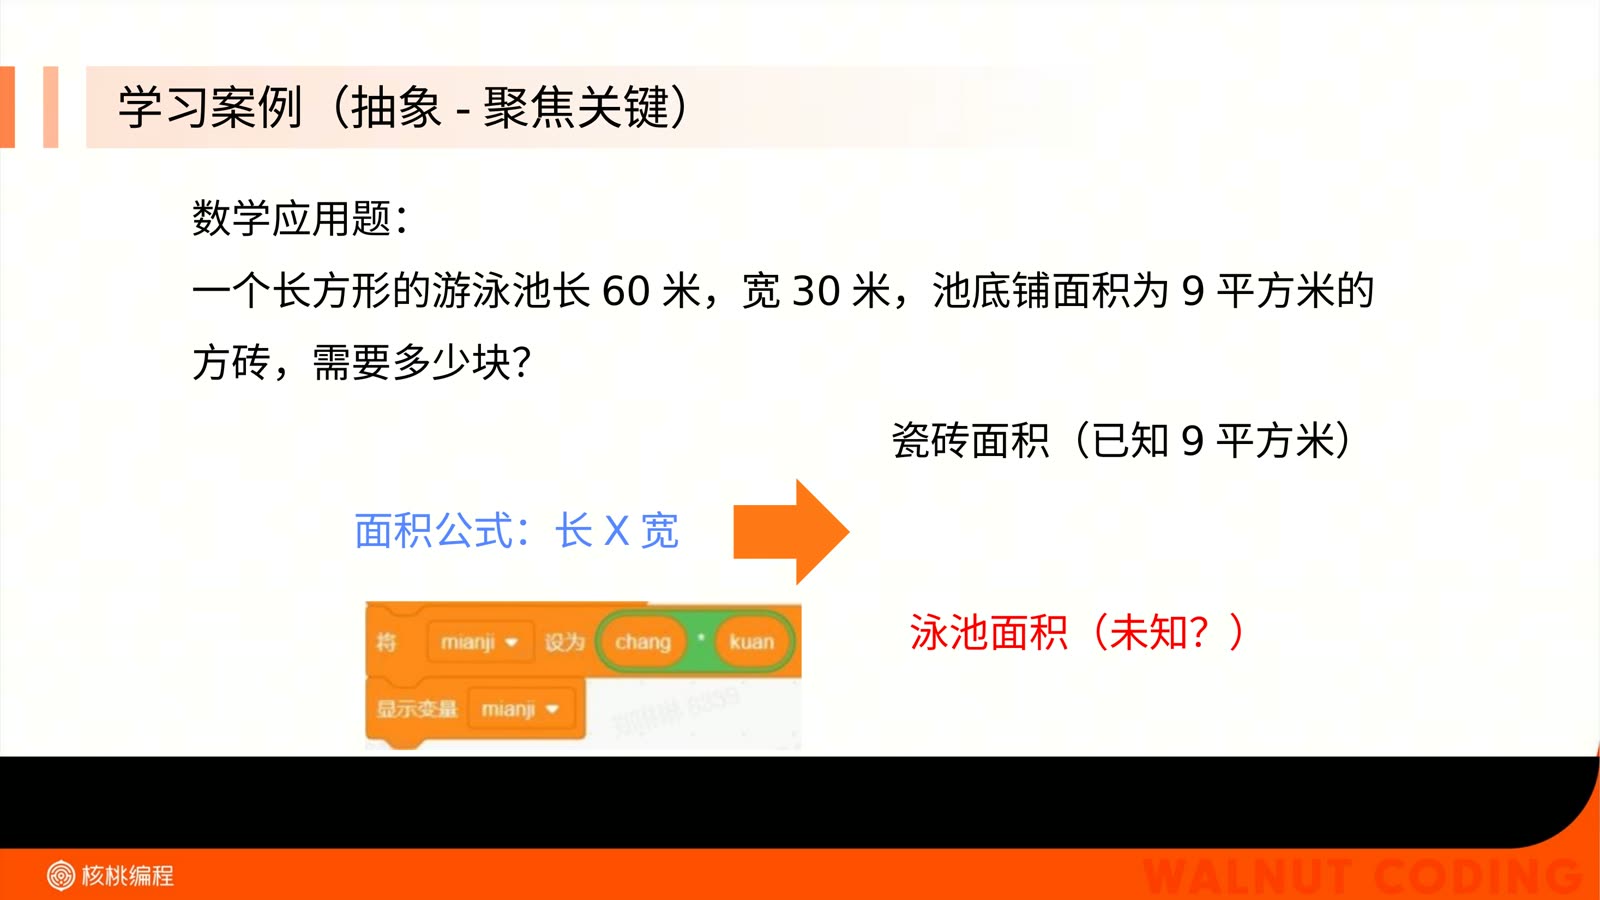 学习案例（抽象 - 聚焦关键）
数学应用题：
一个长方形的游泳池长 60 米，宽 30 米，池底铺面积为 9 平方米的
方砖，需要多少块？
瓷砖面积（已知 9 平方米）
面积公式：长 X 宽
泳池面积（未知？）
将 mianji 设为 chang * kuan
显示变量 mianji
核桃编程
WALNUT CODING